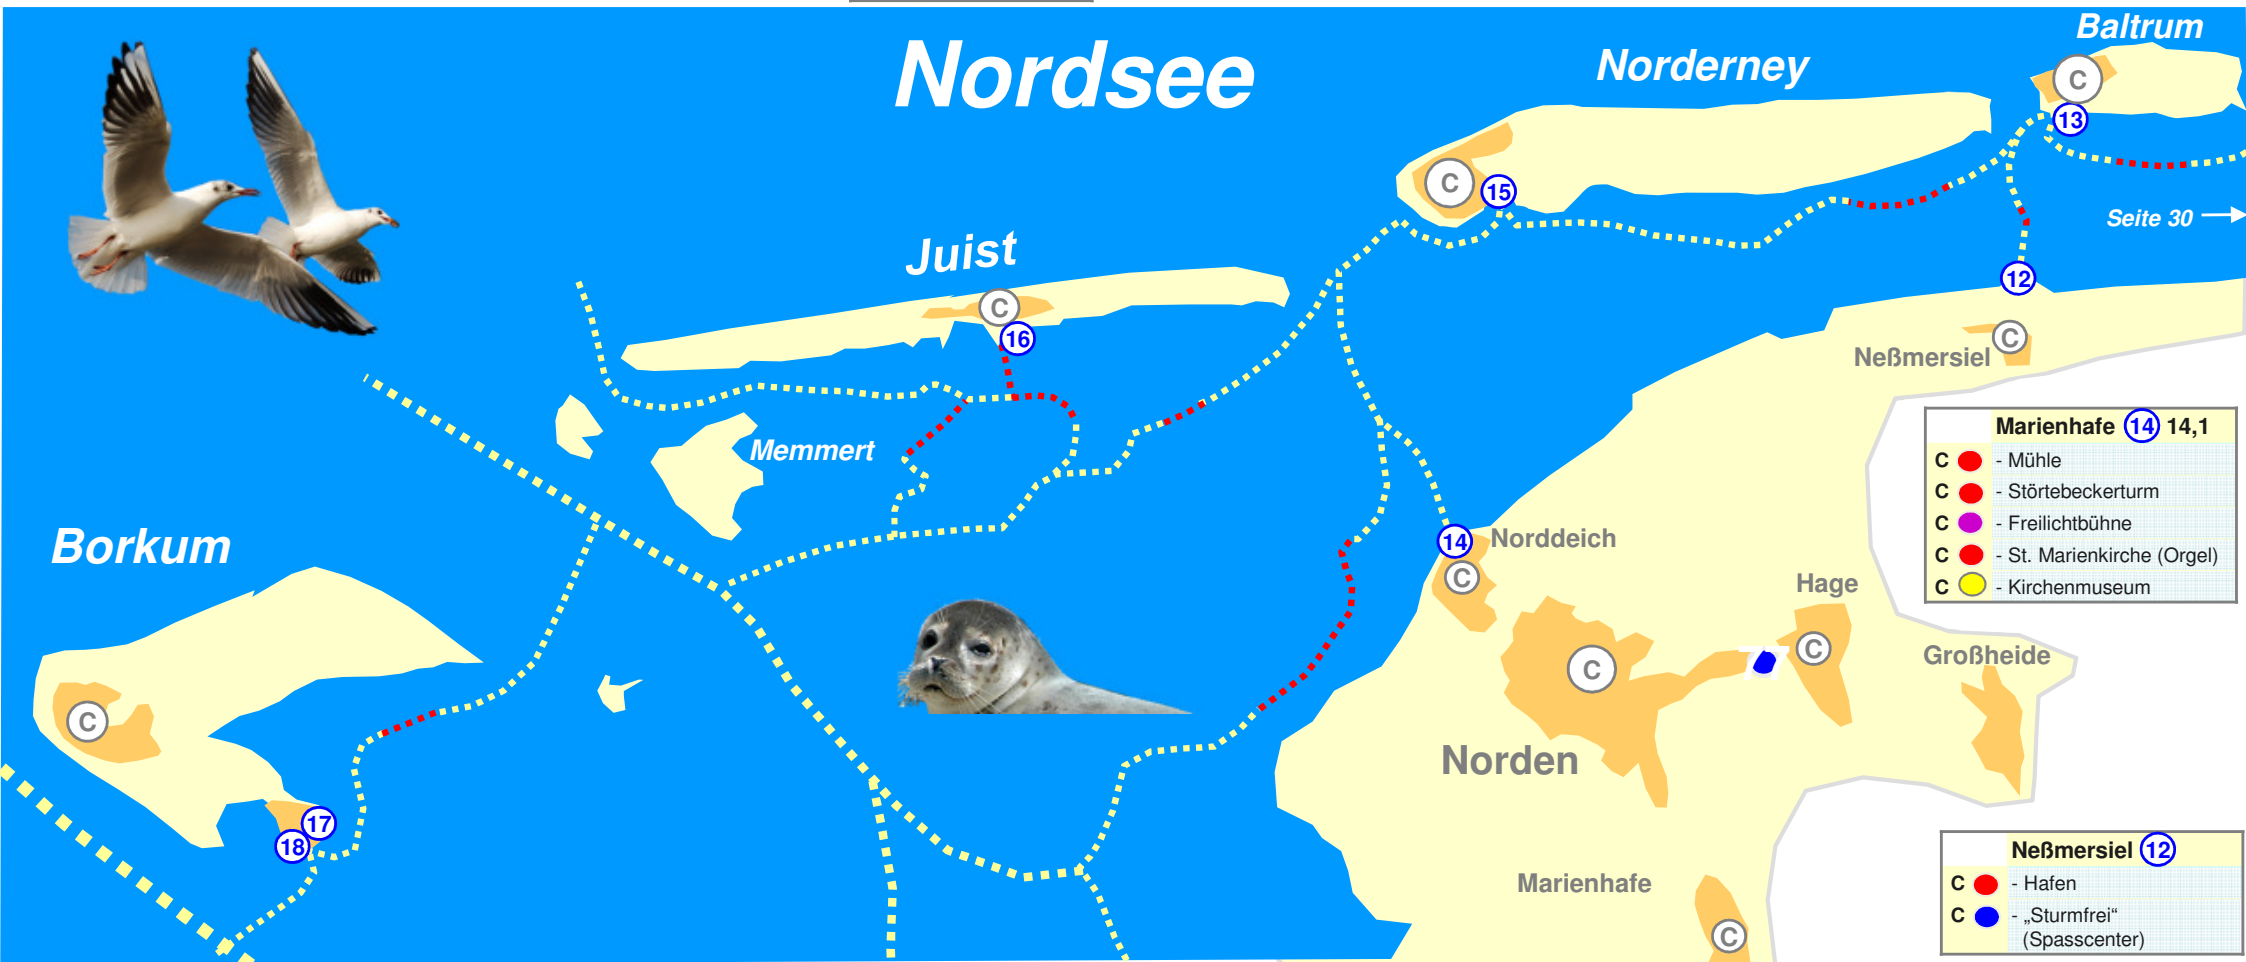 Nordsee
Baltrum
C
13
Norderney
C
15
Seite 30
12
Juist
C
16
C
Neßmersiel
Memmert
Marienhafe 14 14,1
C - Mühle
C - Störtebeckerturm
C - Freilichtbühne
C - St. Marienkirche (Orgel)
C - Kirchenmuseum
Borkum
C
17
18
14
Norddeich
C
Hage
C
77
Großheide
C
Norden
Marienhafe
C
Neßmersiel 12
C - Hafen
C - „Sturmfrei“
(Spasscenter)